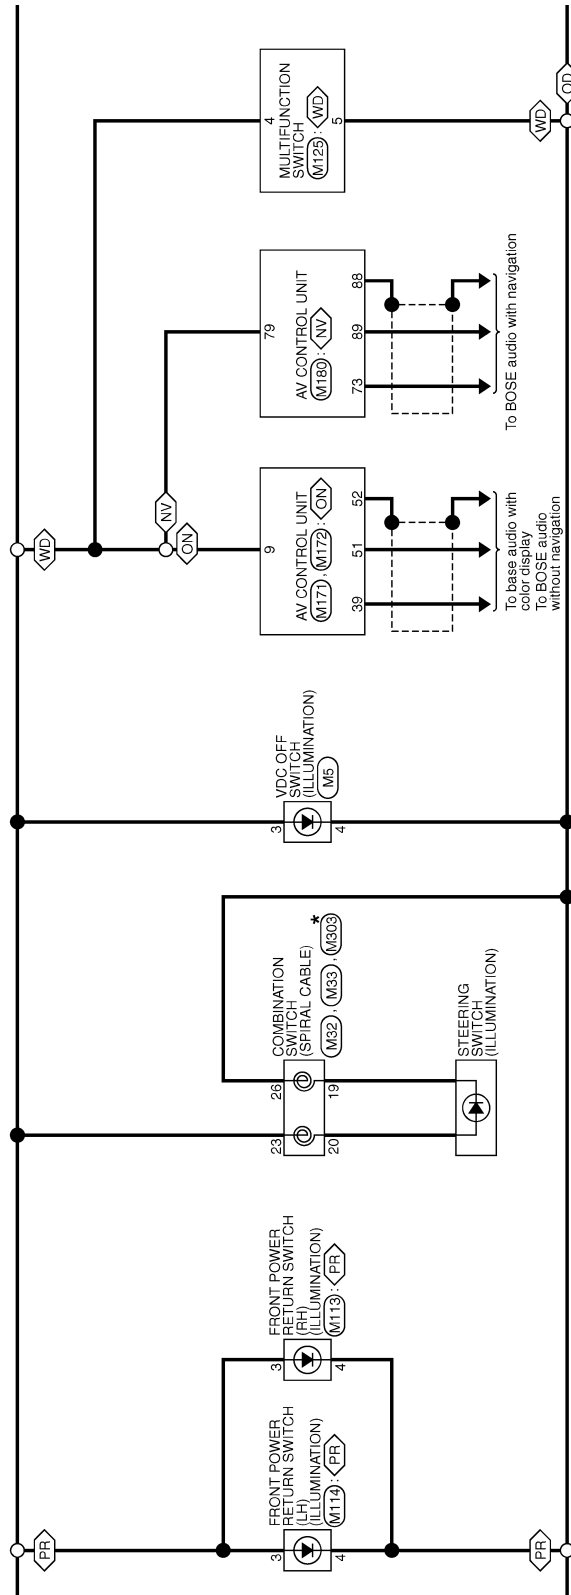 PR
3
FRONT POWER
RETURN SWITCH
(LH)
(ILLUMINATION)
M114 : PR
4
PR
3
FRONT POWER
RETURN SWITCH
(RH)
(ILLUMINATION)
M113 : PR
4
23
26
COMBINATION
SWITCH
(SPIRAL CABLE)
*
M32 , M33 , M303
20
19
STEERING
SWITCH
(ILLUMINATION)
3
VDC OFF
SWITCH
(ILLUMINATION)
M5
4
WD
NV
ON
9
AV CONTROL UNIT
M171 , M172 : ON
39
51
52
To base audio with
color display
To BOSE audio
without navigation
79
AV CONTROL UNIT
M180 : NV
73
89
88
To BOSE audio with navigation
4
MULTIFUNCTION
SWITCH
M125 : WD
5
WD
OD